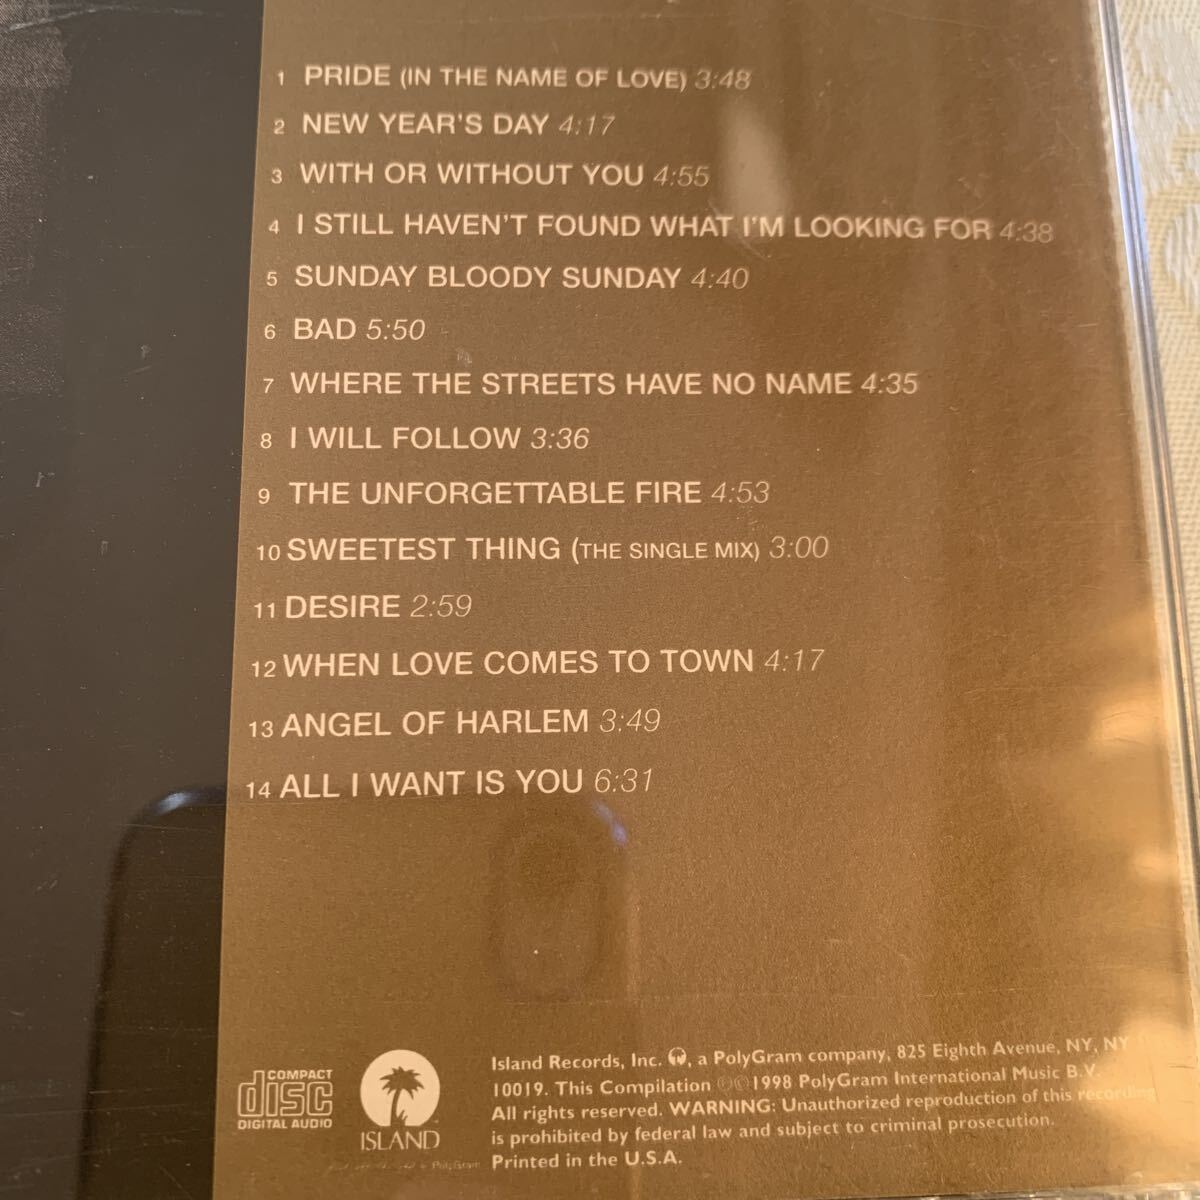 1 PRIDE (IN THE NAME OF LOVE) 3:48
2 NEW YEAR'S DAY 4:17
3 WITH OR WITHOUT YOU 4:55
4 I STILL HAVEN'T FOUND WHAT I'M LOOKING FOR 4:38
5 SUNDAY BLOODY SUNDAY 4:40
6 BAD 5:50
7 WHERE THE STREETS HAVE NO NAME 4:35
8 I WILL FOLLOW 3:36
9 THE UNFORGETTABLE FIRE 4:53
10 SWEETEST THING (THE SINGLE MIX) 3:00
11 DESIRE 2:59
12 WHEN LOVE COMES TO TOWN 4:17
13 ANGEL OF HARLEM 3:49
14 ALL I WANT IS YOU 6:31
COMPACT
disc
DIGITAL AUDIO
ISLAND
PolyGram
Island Records, Inc. , a PolyGram company, 825 Eighth Avenue, NY, NY
10019. This Compilation ℗©1998 PolyGram International Music B.V.
All rights reserved. WARNING: Unauthorized reproduction of this recording
is prohibited by federal law and subject to criminal prosecution.
Printed in the U.S.A.